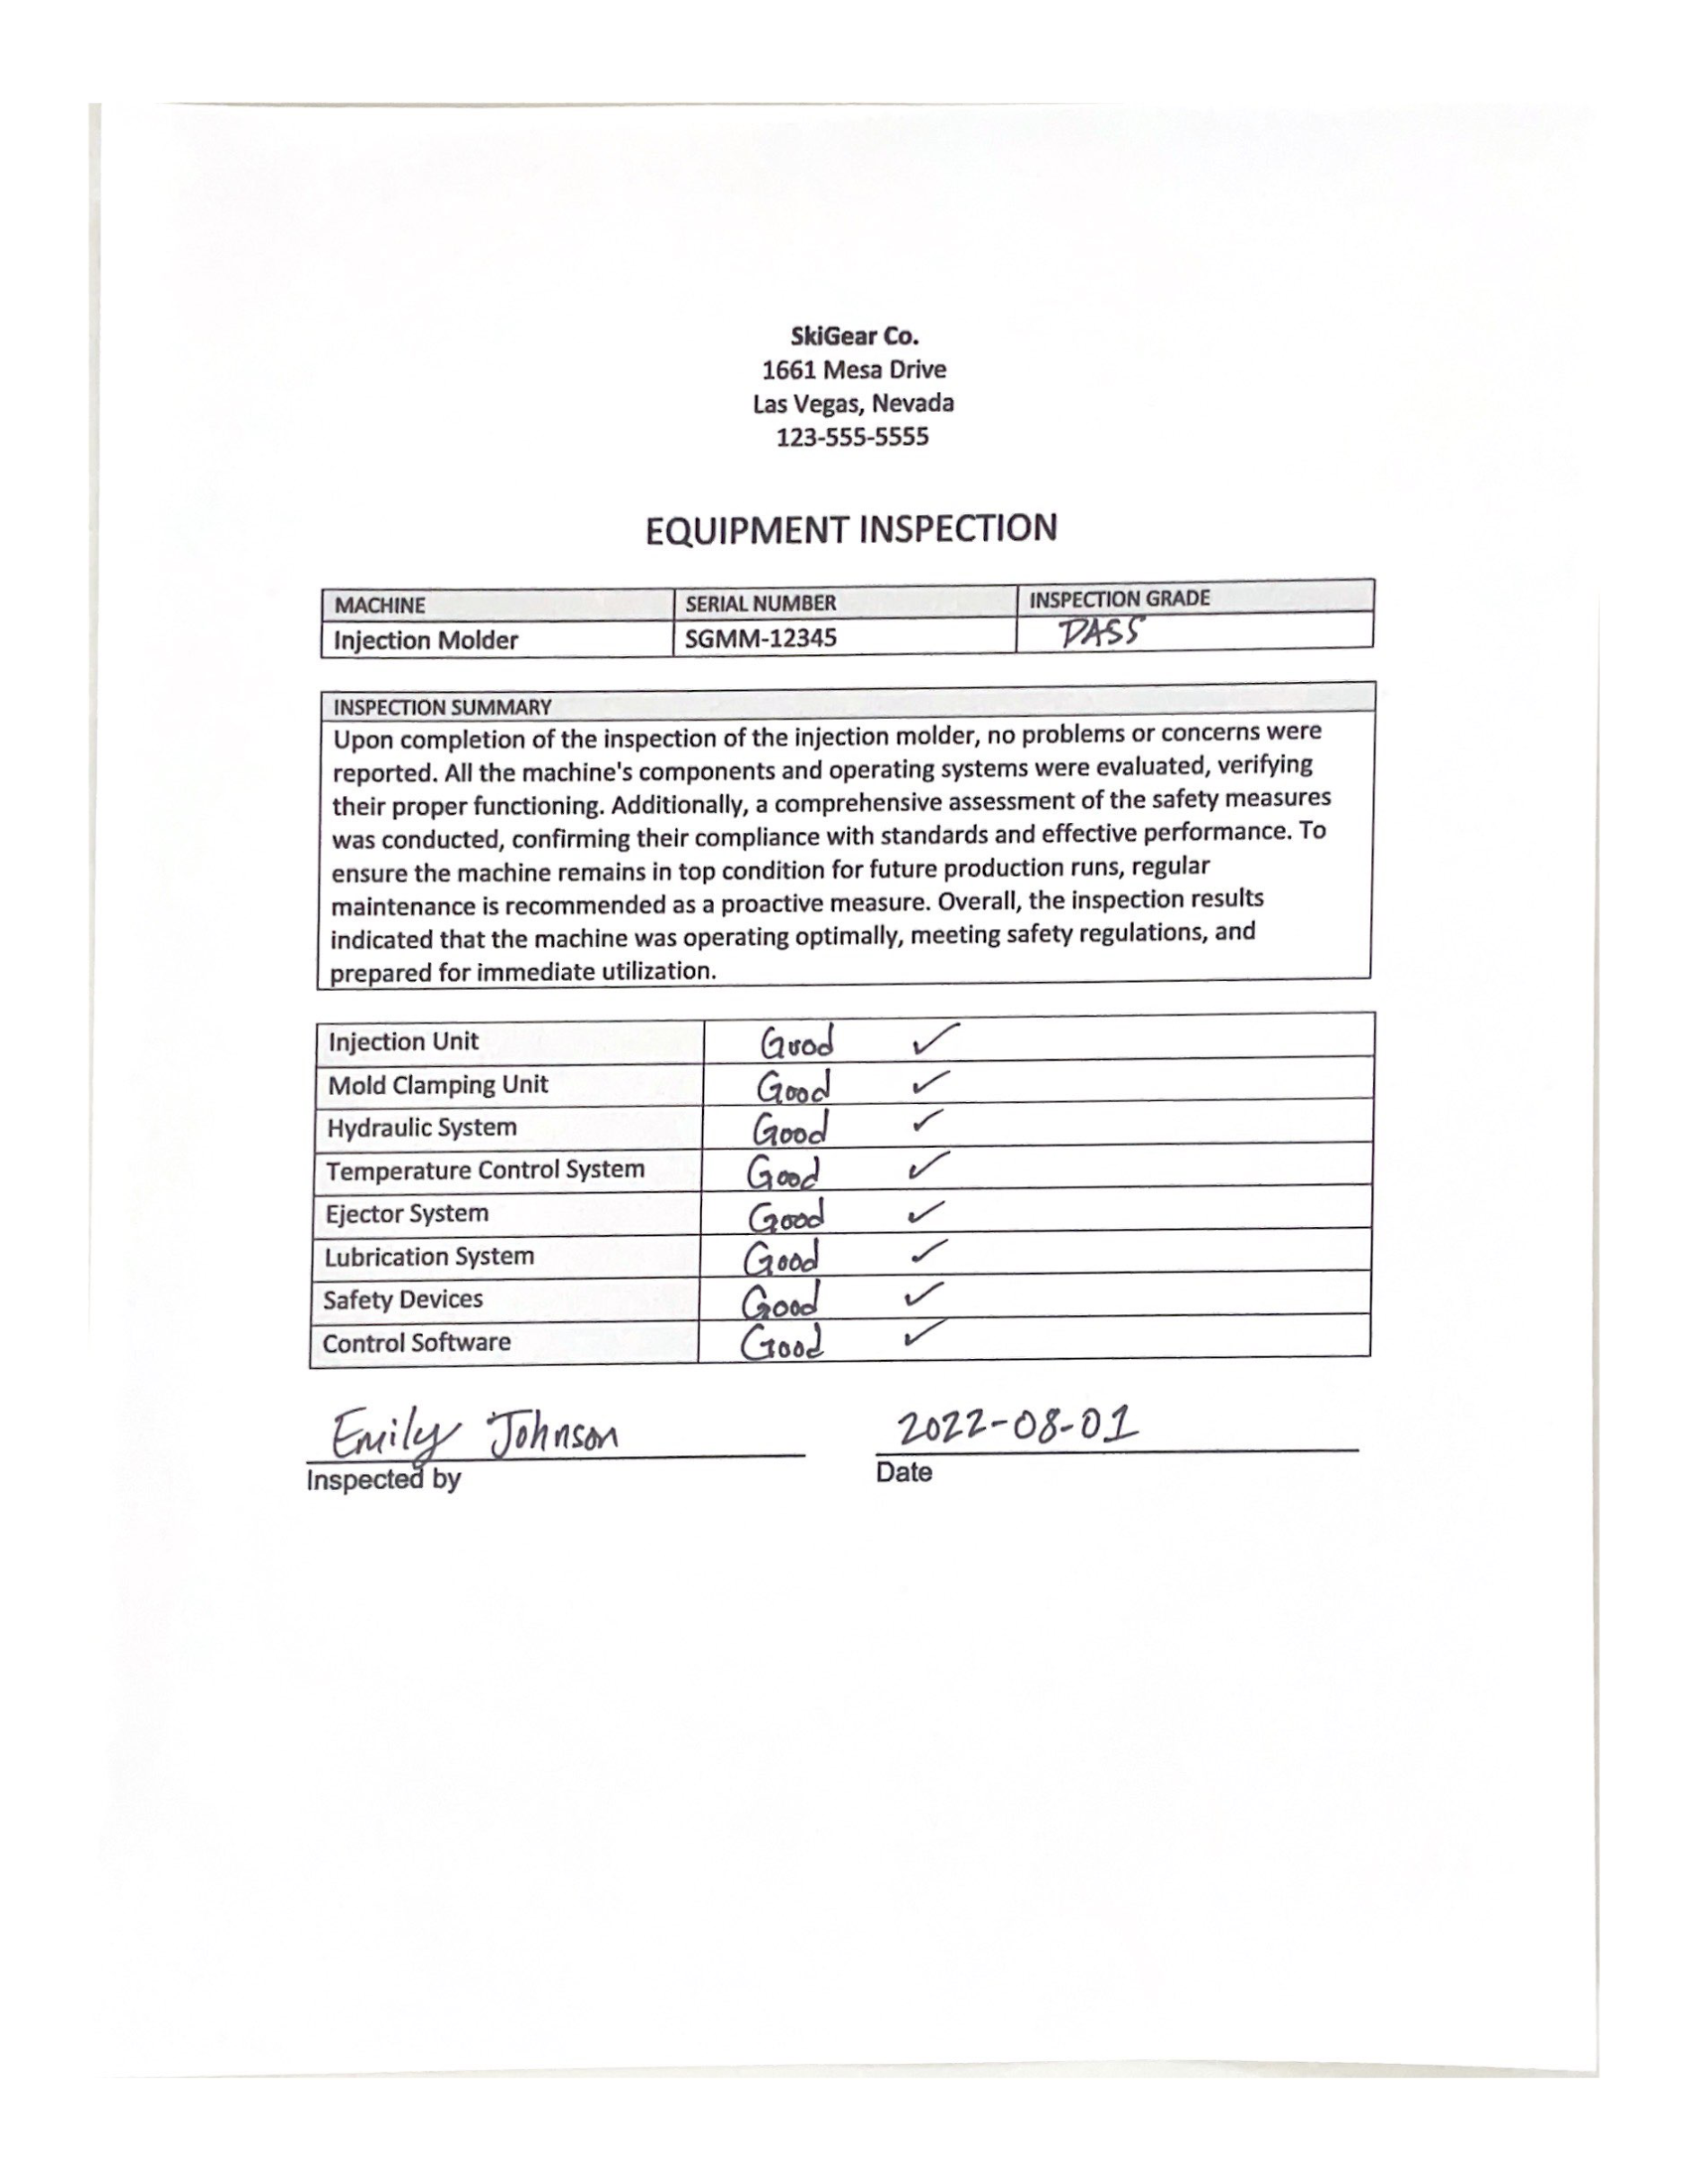 SkiGear Co.
1661 Mesa Drive
Las Vegas, Nevada
123-555-5555
EQUIPMENT INSPECTION
MACHINE SERIAL NUMBER INSPECTION GRADE
Injection Molder SGMM-12345 PASS
INSPECTION SUMMARY
Upon completion of the inspection of the injection molder, no problems or concerns were
reported. All the machine's components and operating systems were evaluated, verifying
their proper functioning. Additionally, a comprehensive assessment of the safety measures
was conducted, confirming their compliance with standards and effective performance. To
ensure the machine remains in top condition for future production runs, regular
maintenance is recommended as a proactive measure. Overall, the inspection results
indicated that the machine was operating optimally, meeting safety regulations, and
prepared for immediate utilization.
Injection Unit Good ✓
Mold Clamping Unit Good ✓
Hydraulic System Good ✓
Temperature Control System Good ✓
Ejector System Good ✓
Lubrication System Good ✓
Safety Devices Good ✓
Control Software Good ✓
Emily Johnson 2022-08-01
Inspected by Date